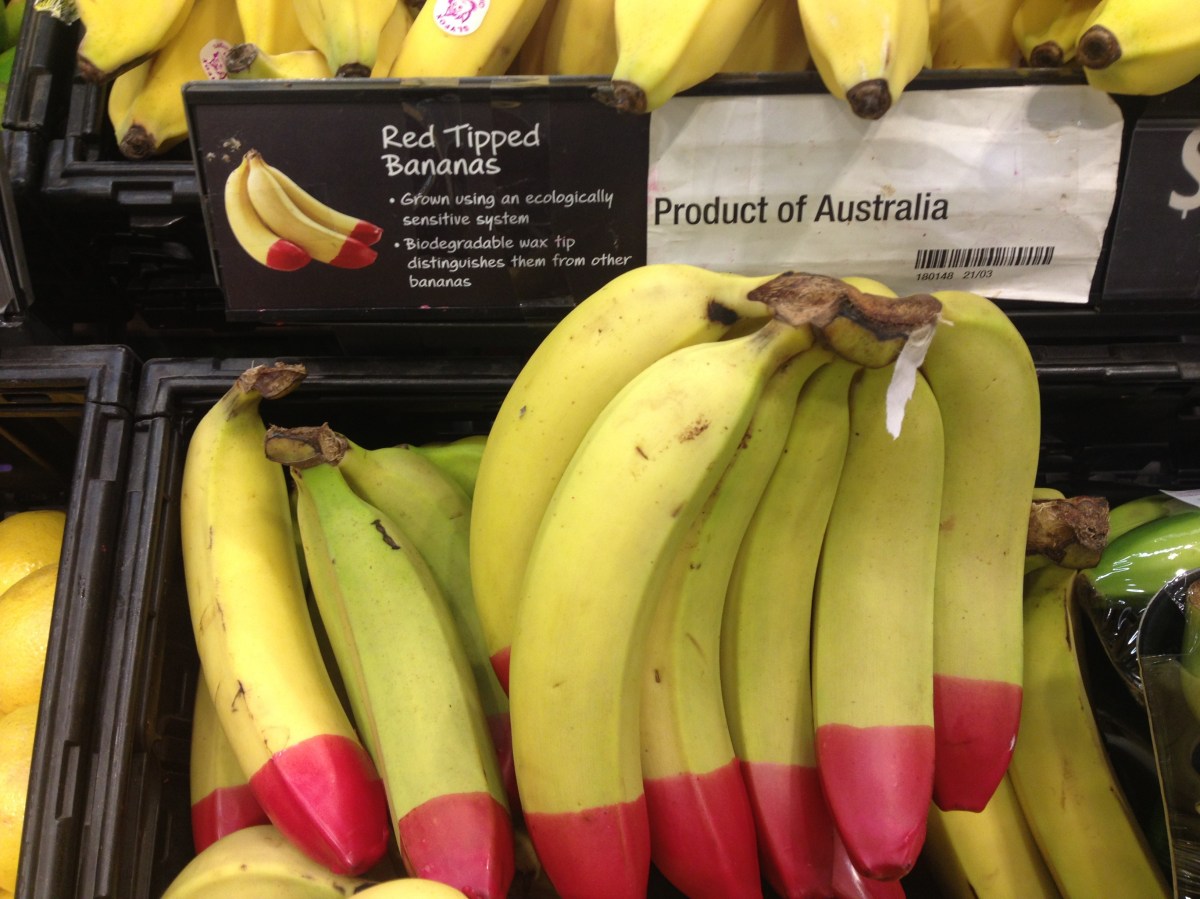 Red Tipped
Bananas
• Grown using an ecologically
sensitive system
• Biodegradable wax tip
distinguishes them from other
bananas
Product of Australia
180148 21/03
$